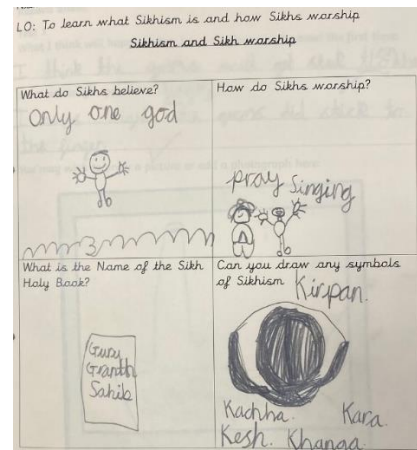 LO: To learn what Sikhism is and how Sikhs worship
Sikhism and Sikh worship
What do Sikhs believe?
only one god
How do Sikhs worship?
pray singing
What is the Name of the Sikh
Holy Book?
Guru
Granth
Sahib
Can you draw any symbols
of Sikhism
Kirpan.
Kachha. Kara.
Kesh. Khanga.